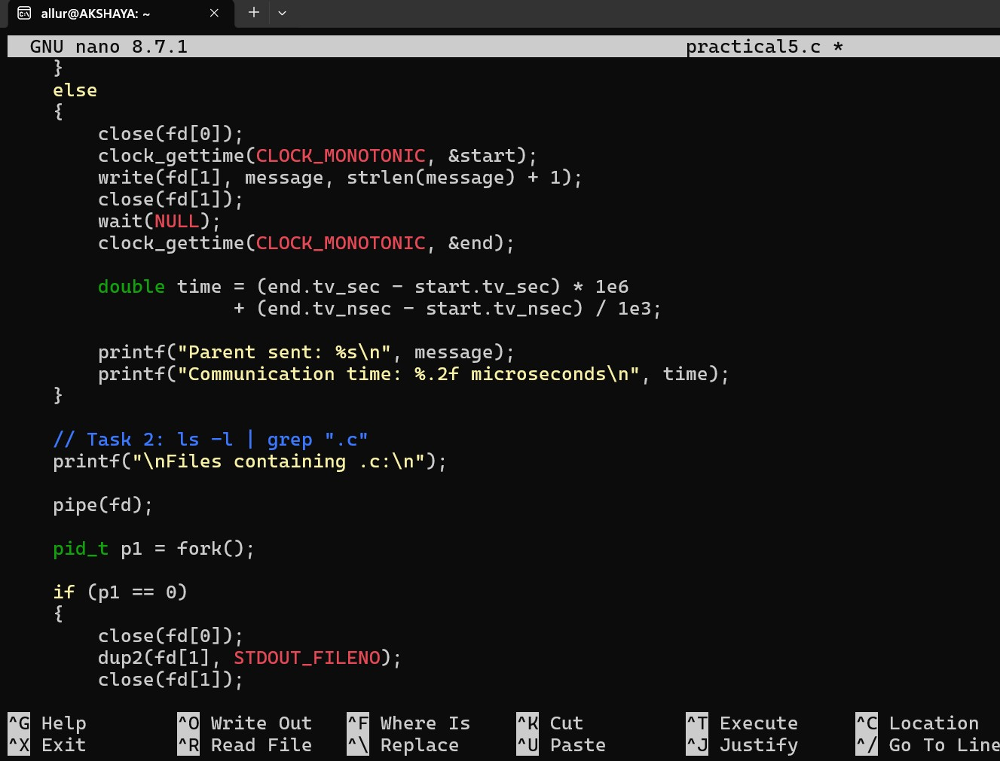 allur@AKSHAYA: ~
GNU nano 8.7.1 practical5.c *
    }
    else
    {
        close(fd[0]);
        clock_gettime(CLOCK_MONOTONIC, &start);
        write(fd[1], message, strlen(message) + 1);
        close(fd[1]);
        wait(NULL);
        clock_gettime(CLOCK_MONOTONIC, &end);

        double time = (end.tv_sec - start.tv_sec) * 1e6
                    + (end.tv_nsec - start.tv_nsec) / 1e3;

        printf("Parent sent: %s\n", message);
        printf("Communication time: %.2f microseconds\n", time);
    }

    // Task 2: ls -l | grep ".c"
    printf("\nFiles containing .c:\n");

    pipe(fd);

    pid_t p1 = fork();

    if (p1 == 0)
    {
        close(fd[0]);
        dup2(fd[1], STDOUT_FILENO);
        close(fd[1]);

^G Help ^O Write Out ^F Where Is ^K Cut ^T Execute ^C Location
^X Exit ^R Read File ^\ Replace ^U Paste ^J Justify ^/ Go To Line